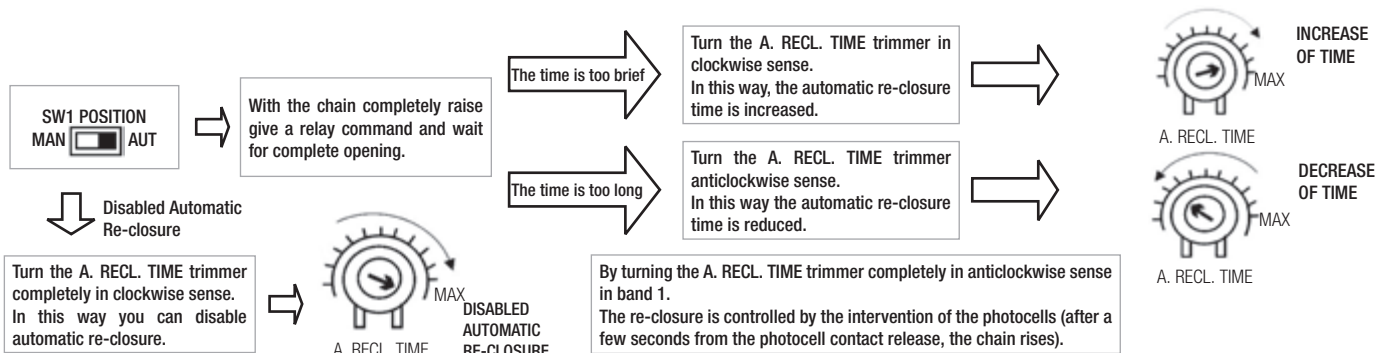 SW1 POSITION
MAN AUT
With the chain completely raise
give a relay command and wait
for complete opening.
The time is too brief
Turn the A. RECL. TIME trimmer in
clockwise sense.
In this way, the automatic re-closure
time is increased.
MAX
INCREASE
OF TIME
A. RECL. TIME
The time is too long
Turn the A. RECL. TIME trimmer
anticlockwise sense.
In this way the automatic re-closure
time is reduced.
MAX
DECREASE
OF TIME
A. RECL. TIME
Disabled Automatic
Re-closure
Turn the A. RECL. TIME trimmer
completely in clockwise sense.
In this way you can disable
automatic re-closure.
MAX
DISABLED
AUTOMATIC
RE-CLOSURE
A. RECL. TIME
By turning the A. RECL. TIME trimmer completely in anticlockwise sense
in band 1.
The re-closure is controlled by the intervention of the photocells (after a
few seconds from the photocell contact release, the chain rises).